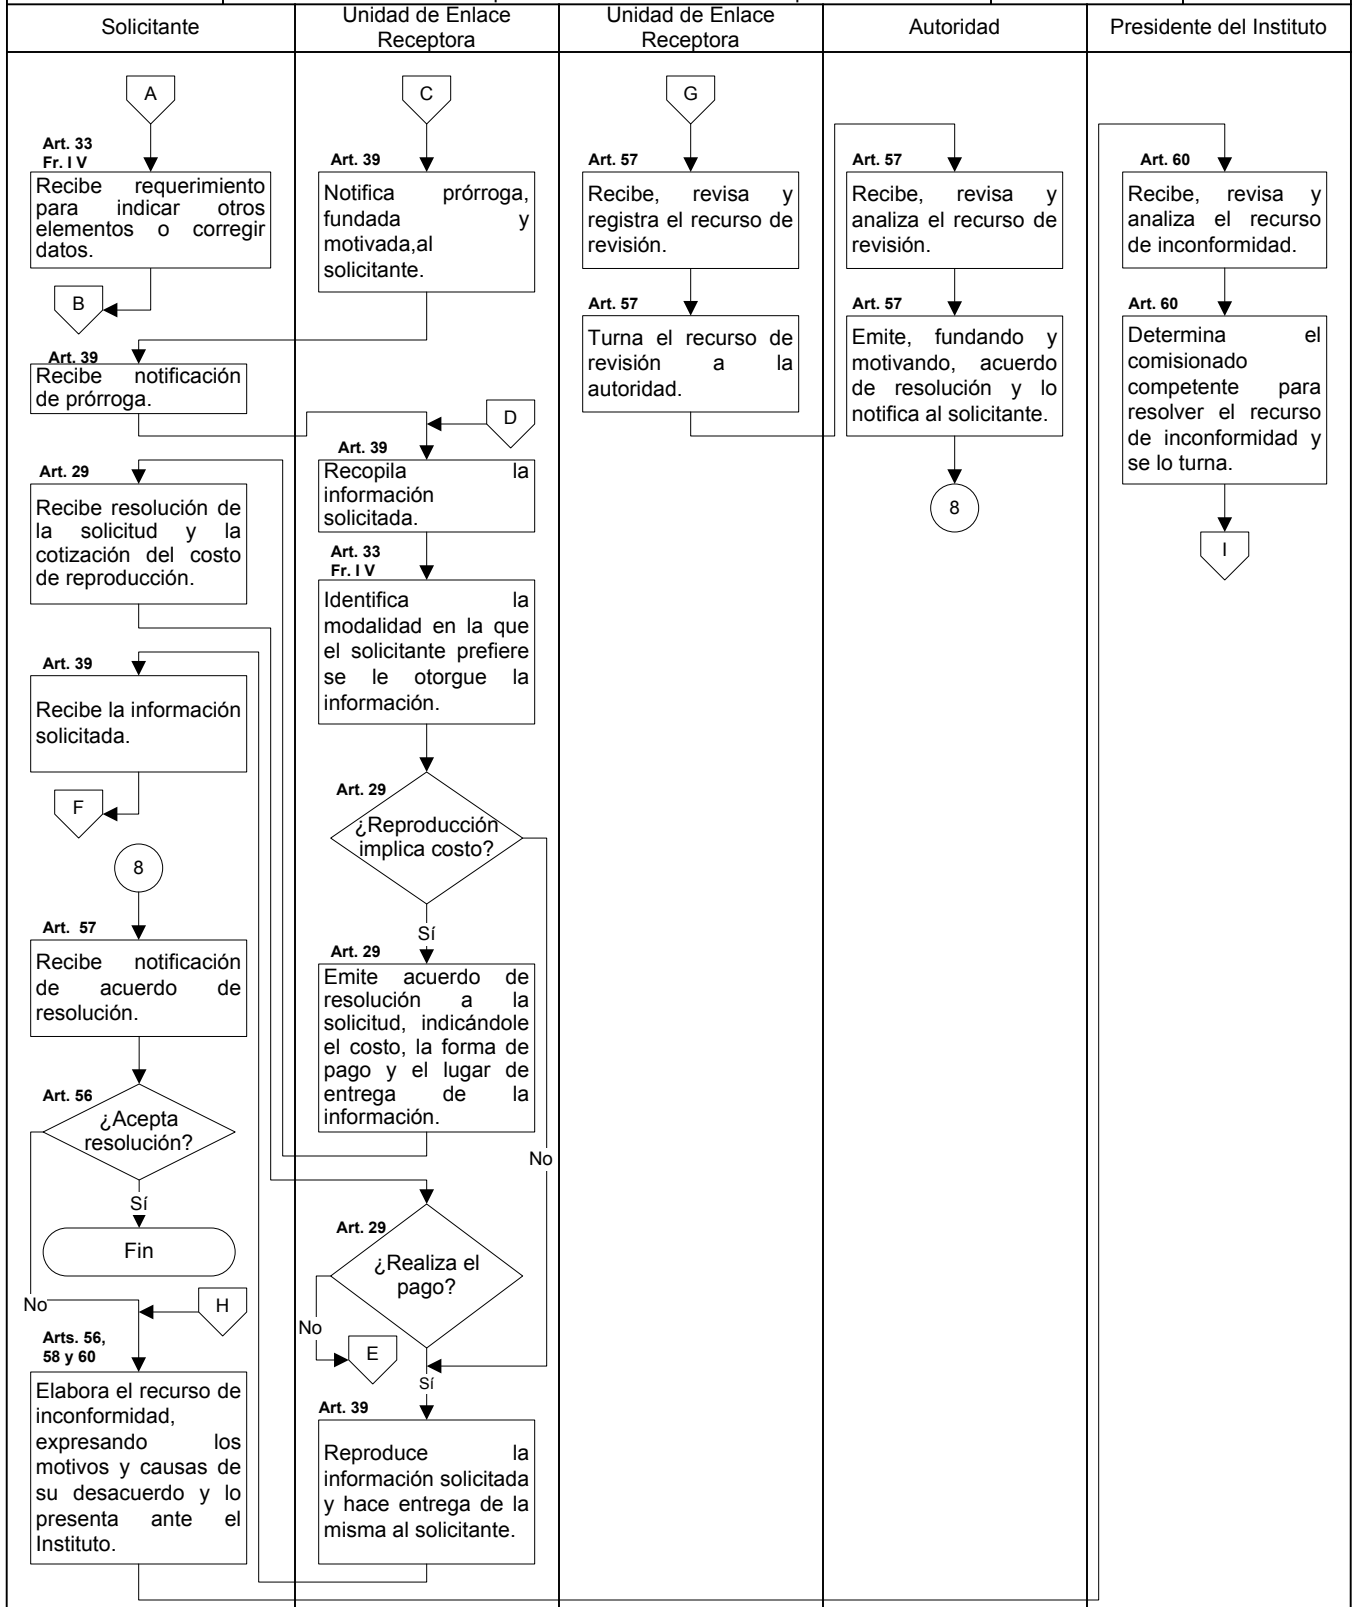 Solicitante
Unidad de Enlace
Receptora
Unidad de Enlace
Receptora
Autoridad
Presidente del Instituto
A
Art. 33
Fr. I V
Recibe requerimiento
para indicar otros
elementos o corregir
datos.
B
Art. 39
Recibe notificación
de prórroga.
Art. 29
Recibe resolución de
la solicitud y la
cotización del costo
de reproducción.
Art. 39
Recibe la información
solicitada.
F
8
Art. 57
Recibe notificación
de acuerdo de
resolución.
Art. 56
¿Acepta
resolución?
Sí
Fin
No
H
Arts. 56,
58 y 60
Elabora el recurso de
inconformidad,
expresando los
motivos y causas de
su desacuerdo y lo
presenta ante el
Instituto.
C
Art. 39
Notifica prórroga,
fundada y
motivada,al
solicitante.
D
Art. 39
Recopila la
información
solicitada.
Art. 33
Fr. I V
Identifica la
modalidad en la que
el solicitante prefiere
se le otorgue la
información.
Art. 29
¿Reproducción
implica costo?
Sí
Art. 29
Emite acuerdo de
resolución a la
solicitud, indicándole
el costo, la forma de
pago y el lugar de
entrega de la
información.
No
Art. 29
¿Realiza el
pago?
No
E
Sí
Art. 39
Reproduce la
información solicitada
y hace entrega de la
misma al solicitante.
G
Art. 57
Recibe, revisa y
registra el recurso de
revisión.
Art. 57
Turna el recurso de
revisión a la
autoridad.
Art. 57
Recibe, revisa y
analiza el recurso de
revisión.
Art. 57
Emite, fundando y
motivando, acuerdo
de resolución y lo
notifica al solicitante.
8
Art. 60
Recibe, revisa y
analiza el recurso
de inconformidad.
Art. 60
Determina el
comisionado
competente para
resolver el recurso
de inconformidad y
se lo turna.
I